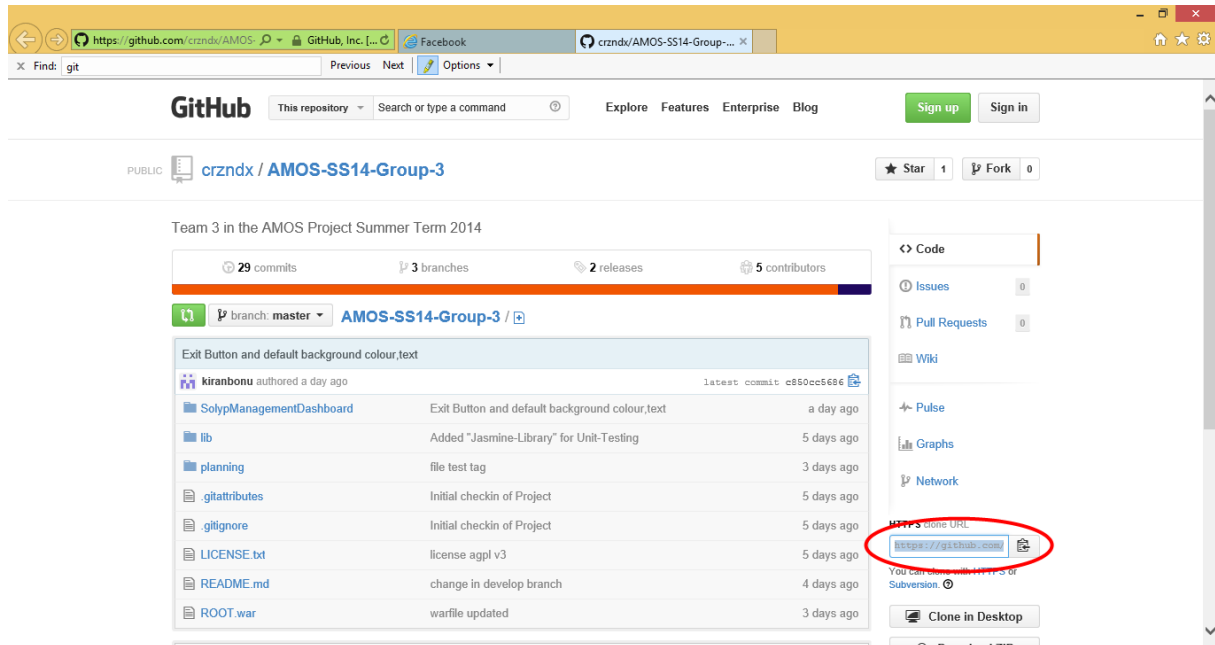 https://github.com/crzndx/AMOS- GitHub, Inc. [... Facebook crzndx/AMOS-SS14-Group-...
Find: git Previous Next Options
GitHub This repository Search or type a command Explore Features Enterprise Blog Sign up Sign in
PUBLIC crzndx / AMOS-SS14-Group-3 Star 1 Fork 0
Team 3 in the AMOS Project Summer Term 2014
<> Code
29 commits 3 branches 2 releases 5 contributors
Issues 0
branch: master AMOS-SS14-Group-3 /
Pull Requests 0
Exit Button and default background colour,text
Wiki
kiranbonu authored a day ago latest commit c850cc5686
SolypManagementDashboard Exit Button and default background colour,text a day ago
Pulse
lib Added "Jasmine-Library" for Unit-Testing 5 days ago
Graphs
planning file test tag 3 days ago
Network
.gitattributes Initial checkin of Project 5 days ago
.gitignore Initial checkin of Project 5 days ago
HTTPS clone URL
https://github.com/
LICENSE.txt license agpl v3 5 days ago
You can clone with HTTPS or
Subversion.
README.md change in develop branch 4 days ago
ROOT.war warfile updated 3 days ago
Clone in Desktop